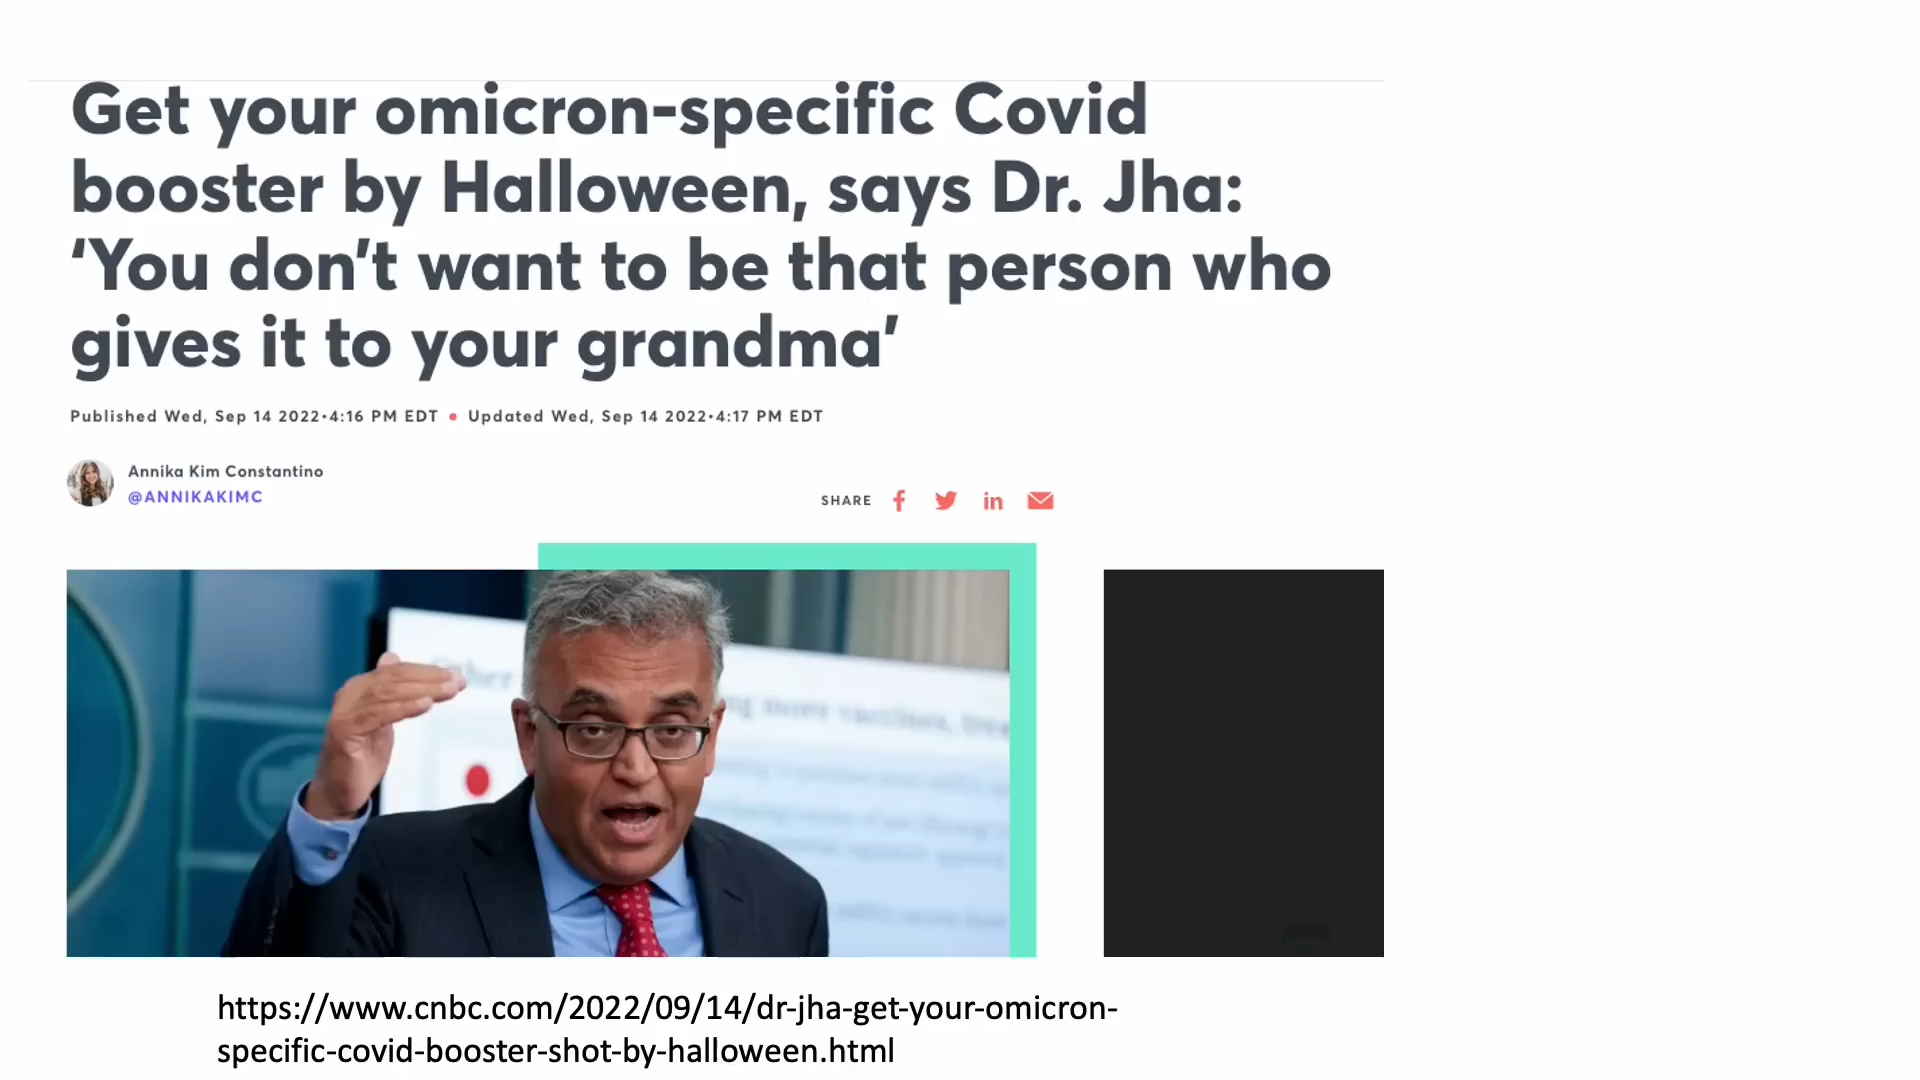 Get your omicron-specific Covid
booster by Halloween, says Dr. Jha:
‘You don’t want to be that person who
gives it to your grandma’
Published Wed, Sep 14 2022•4:16 PM EDT • Updated Wed, Sep 14 2022•4:17 PM EDT
Annika Kim Constantino
@ANNIKAKIMC
SHARE
ng more vaccines,
https://www.cnbc.com/2022/09/14/dr-jha-get-your-omicron-
specific-covid-booster-shot-by-halloween.html